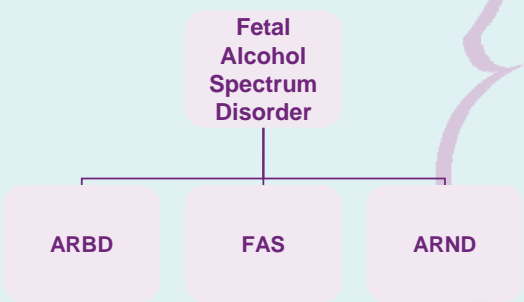 Fetal
Alcohol
Spectrum
Disorder
ARBD
FAS
ARND